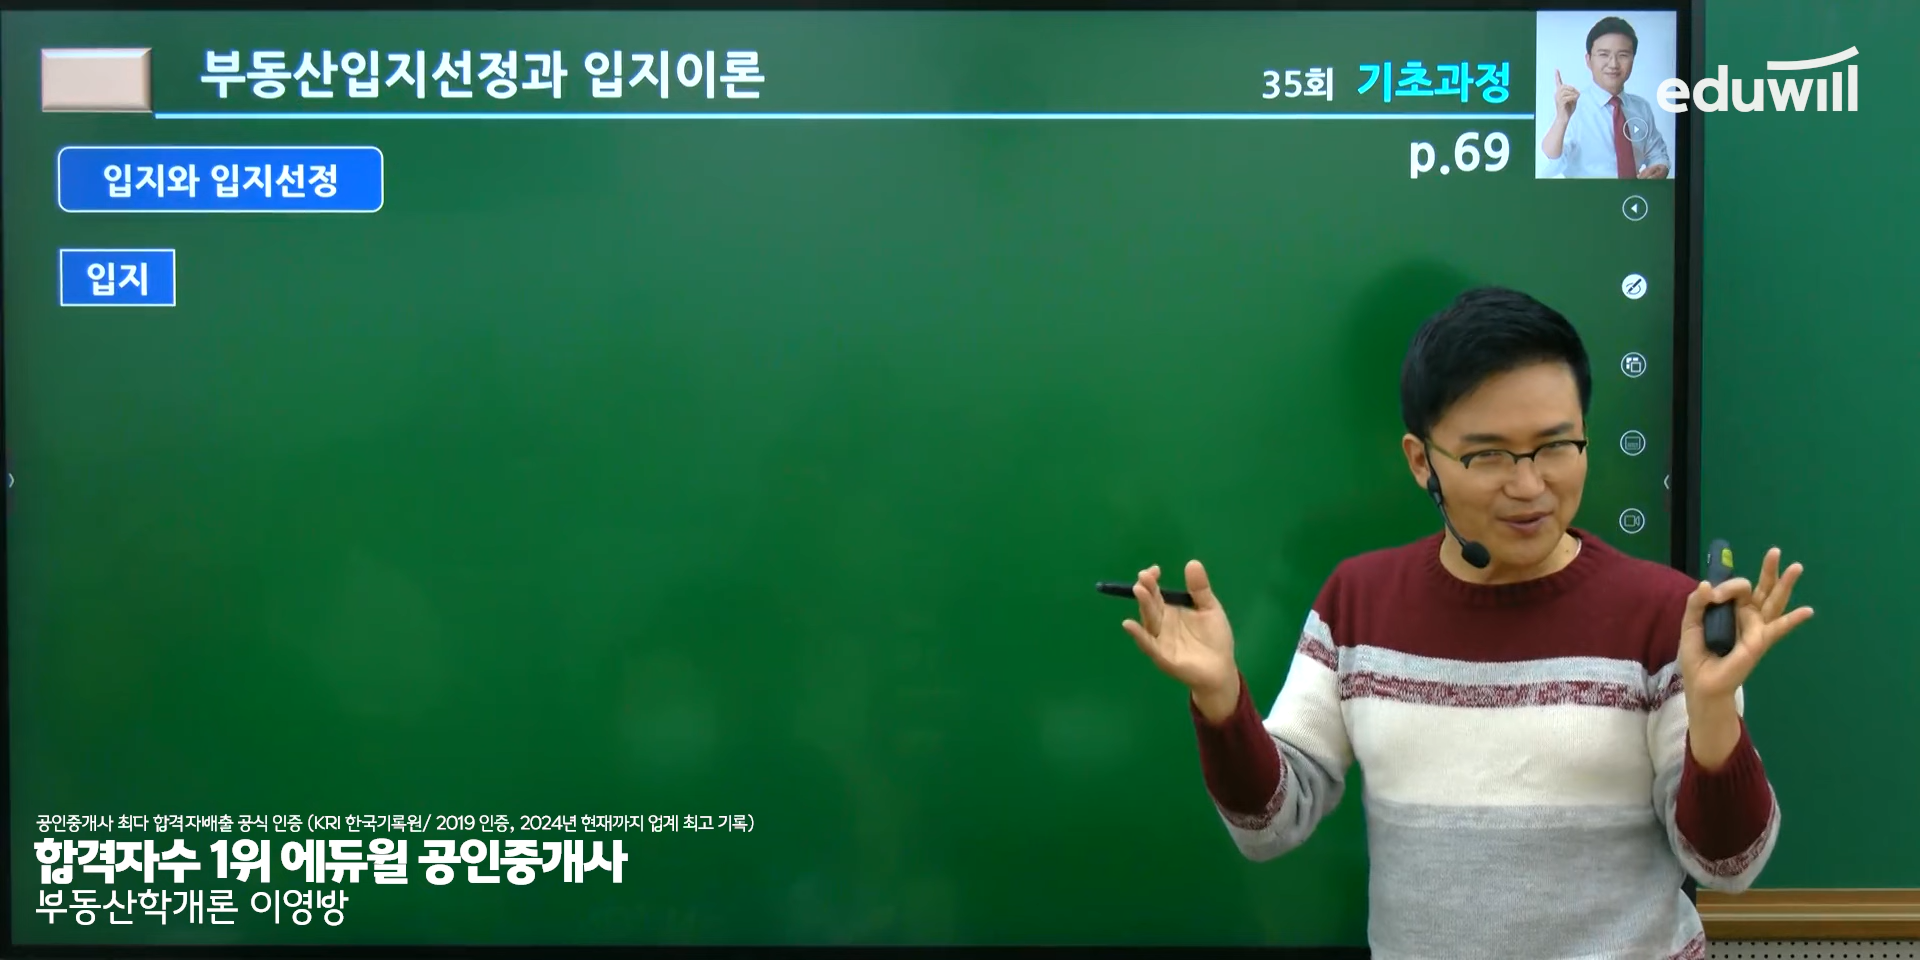 부동산입지선정과 입지이론
35회 기초과정
eduwill
p.69
입지와 입지선정
입지
공인중개사 최다 합격자배출 공식 인증 (KRI 한국기록원/ 2019 인증, 2024년 현재까지 업계 최고 기록)
합격자수 1위 에듀윌 공인중개사
부동산학개론 이영방